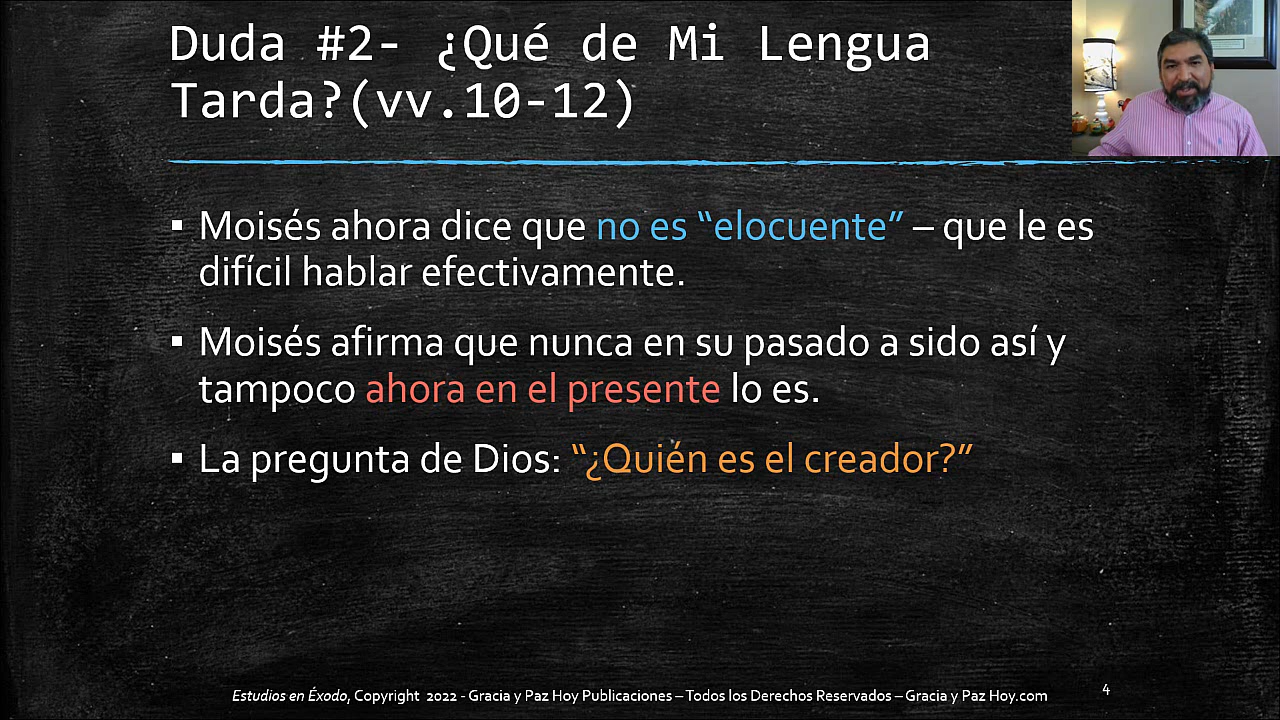 Duda #2- ¿Qué de Mi Lengua
Tarda?(vv.10-12)
▪ Moisés ahora dice que no es “elocuente” – que le es
difícil hablar efectivamente.
▪ Moisés afirma que nunca en su pasado a sido así y
tampoco ahora en el presente lo es.
▪ La pregunta de Dios: “¿Quién es el creador?”
Estudios en Éxodo, Copyright 2022 - Gracia y Paz Hoy Publicaciones – Todos los Derechos Reservados – Gracia y Paz Hoy.com
4